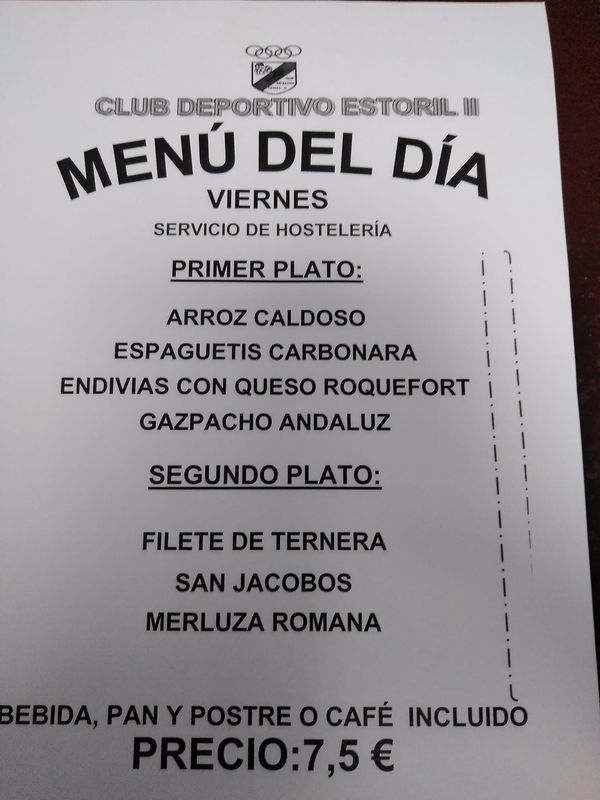 CLUB DEPORTIVO ESTORIL II
MENÚ DEL DÍA
VIERNES
SERVICIO DE HOSTELERÍA
PRIMER PLATO:
ARROZ CALDOSO
ESPAGUETIS CARBONARA
ENDIVIAS CON QUESO ROQUEFORT
GAZPACHO ANDALUZ
SEGUNDO PLATO:
FILETE DE TERNERA
SAN JACOBOS
MERLUZA ROMANA
BEBIDA, PAN Y POSTRE O CAFÉ INCLUIDO
PRECIO:7,5 €